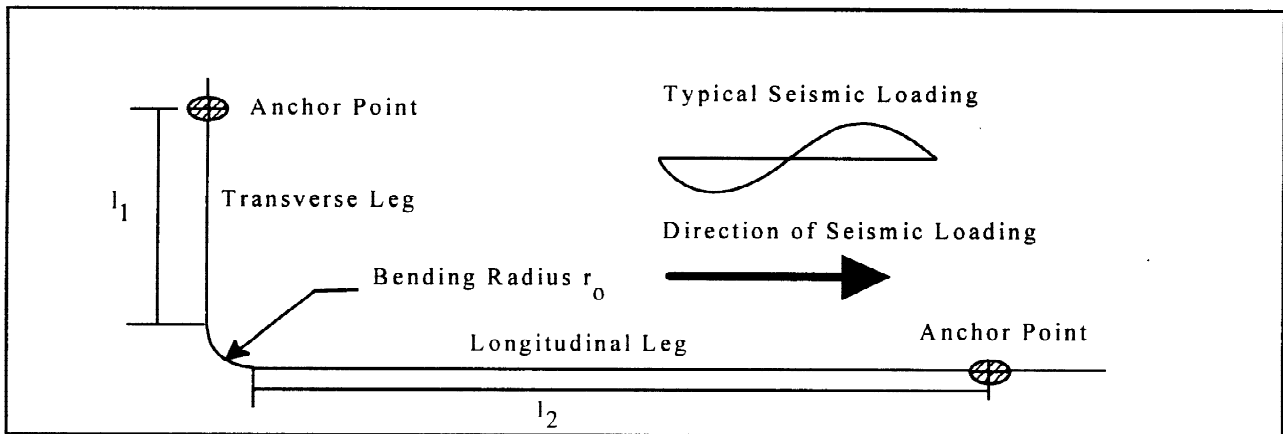 Typical Seismic Loading
Anchor Point
l1
Transverse Leg
Direction of Seismic Loading
Bending Radius ro
Anchor Point
Longitudinal Leg
l2